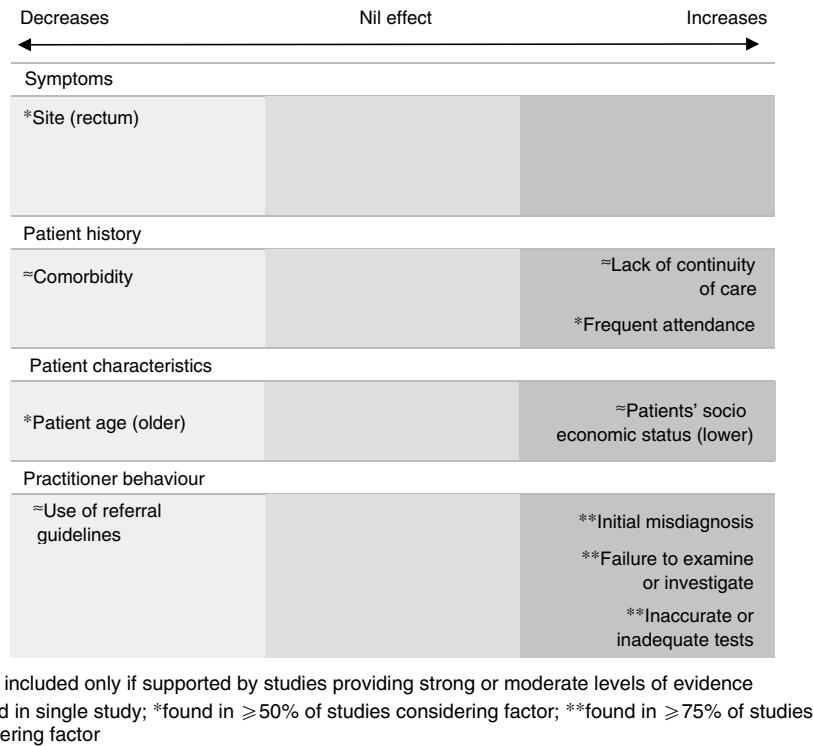 Decreases Nil effect Increases
Symptoms
*Site (rectum)
Patient history
≈Comorbidity
≈Lack of continuity
of care
*Frequent attendance
Patient characteristics
*Patient age (older)
≈Patients’ socio
economic status (lower)
Practitioner behaviour
≈Use of referral
guidelines
**Initial misdiagnosis
**Failure to examine
or investigate
**Inaccurate or
inadequate tests
included only if supported by studies providing strong or moderate levels of evidence
in single study; *found in ⩾50% of studies considering factor; **found in ⩾75% of studies
factor